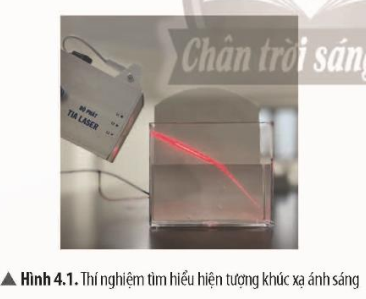 Chân trời sáng
BỘ PHÁT
TIA LASER
▲ Hình 4.1. Thí nghiệm tìm hiểu hiện tượng khúc xạ ánh sáng